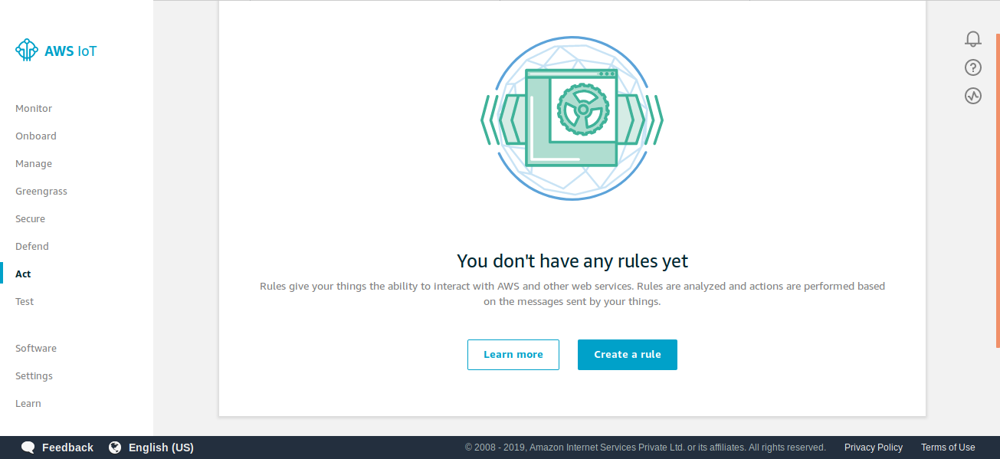 AWS IoT
Monitor
Onboard
Manage
Greengrass
Secure
Defend
Act
Test
Software
Settings
Learn
You don't have any rules yet
Rules give your things the ability to interact with AWS and other web services. Rules are analyzed and actions are performed based
on the messages sent by your things.
Learn more
Create a rule
Feedback
English (US)
© 2008 - 2019, Amazon Internet Services Private Ltd. or its affiliates. All rights reserved.
Privacy Policy
Terms of Use